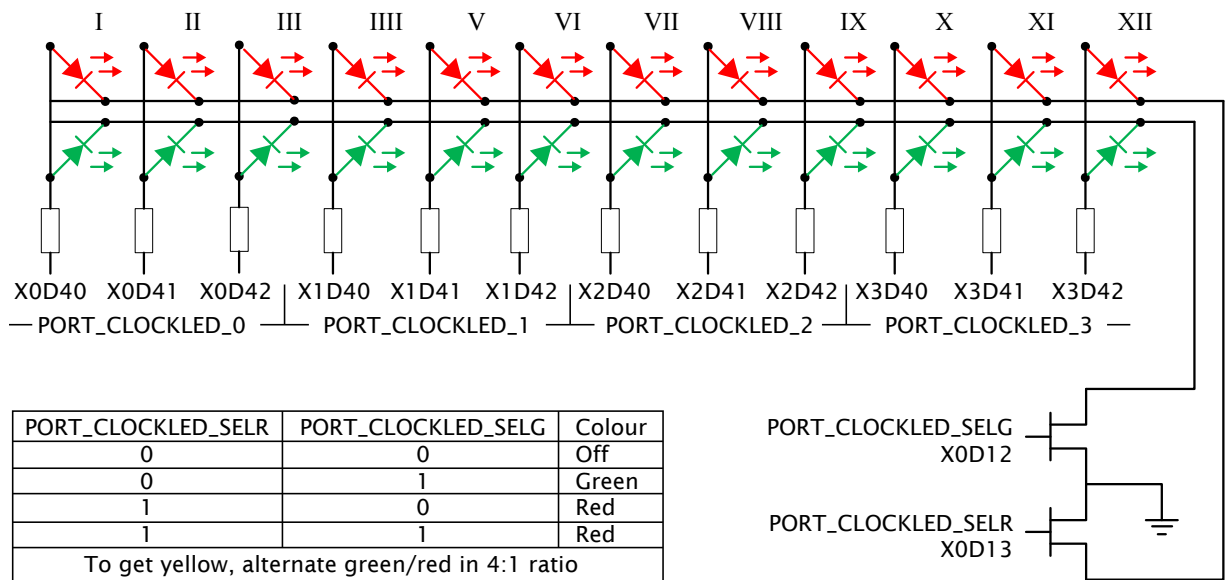 I II III IIII V VI VII VIII IX X XI XII
X0D40 X0D41 X0D42 X1D40 X1D41 X1D42 X2D40 X2D41 X2D42 X3D40 X3D41 X3D42
PORT_CLOCKLED_0 PORT_CLOCKLED_1 PORT_CLOCKLED_2 PORT_CLOCKLED_3
PORT_CLOCKLED_SELR PORT_CLOCKLED_SELG Colour
0 0 Off
0 1 Green
1 0 Red
1 1 Red
To get yellow, alternate green/red in 4:1 ratio
PORT_CLOCKLED_SELG
X0D12
PORT_CLOCKLED_SELR
X0D13